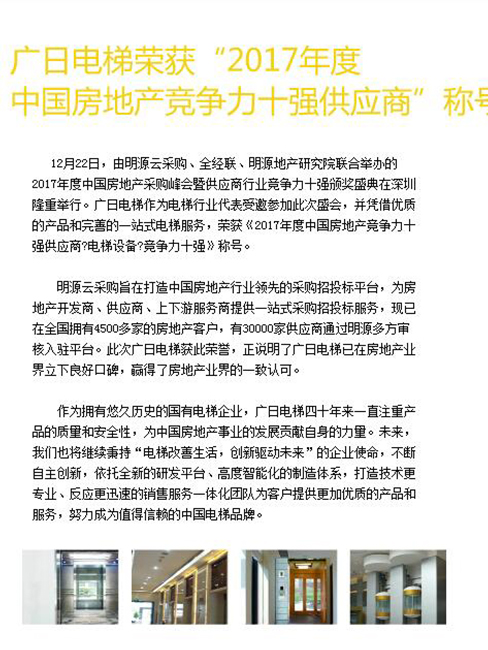 广日电梯荣获“2017年度
中国房地产竞争力十强供应商”称号
12月22日，由明源云采购、全经联、明源地产研究院联合举办的
2017年度中国房地产采购峰会暨供应商行业竞争力十强颁奖盛典在深圳
隆重举行。广日电梯作为电梯行业代表受邀参加此次盛会，并凭借优质
的产品和完善的一站式电梯服务，荣获《2017年度中国房地产竞争力十
强供应商?电梯设备?竞争力十强》称号。
明源云采购旨在打造中国房地产行业领先的采购招投标平台，为房
地产开发商、供应商、上下游服务商提供一站式采购招投标服务，现已
在全国拥有4500多家的房地产客户，有30000家供应商通过明源多方审
核入驻平台。此次广日电梯获此荣誉，正说明了广日电梯已在房地产业
界立下良好口碑，赢得了房地产业界的一致认可。
作为拥有悠久历史的国有电梯企业，广日电梯四十年来一直注重产
品的质量和安全性，为中国房地产事业的发展贡献自身的力量。未来，
我们也将继续秉持“电梯改善生活，创新驱动未来”的企业使命，不断
自主创新，依托全新的研发平台、高度智能化的制造体系，打造技术更
专业、反应更迅速的销售服务一体化团队为客户提供更加优质的产品和
服务，努力成为值得信赖的中国电梯品牌。